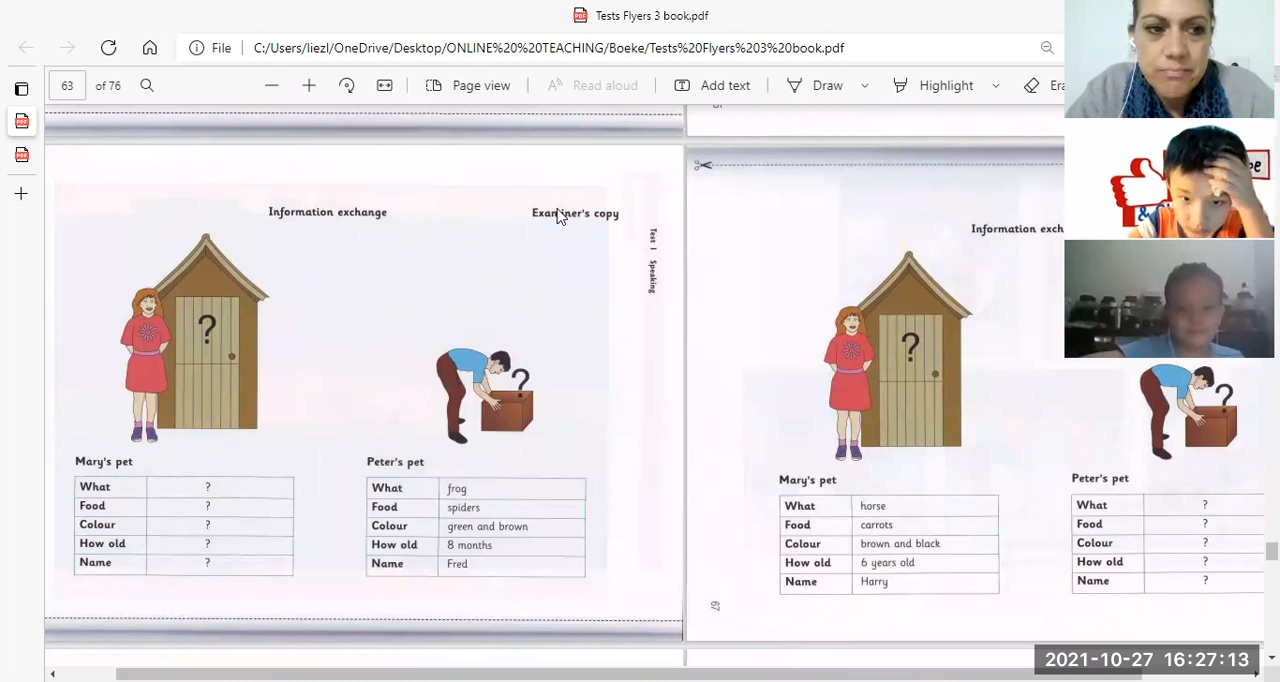 Tests Flyers 3 book.pdf
File
C:/Users/liezl/OneDrive/Desktop/ONLINE%20%20TEACHING/Boeke/Tests%20Flyers%203%20book.pdf
63 of 76
Page view
Read aloud
Add text
Draw
Highlight
Era
Information exchange
Examiner's copy
Test 1 Speaking
?
?
Mary's pet
What ?
Food ?
Colour ?
How old ?
Name ?
Peter's pet
What frog
Food spiders
Colour green and brown
How old 8 months
Name Fred
Information exch
?
?
Mary's pet
What horse
Food carrots
Colour brown and black
How old 6 years old
Name Harry
Peter's pet
What ?
Food ?
Colour ?
How old ?
Name ?
67
2021-10-27 16:27:13